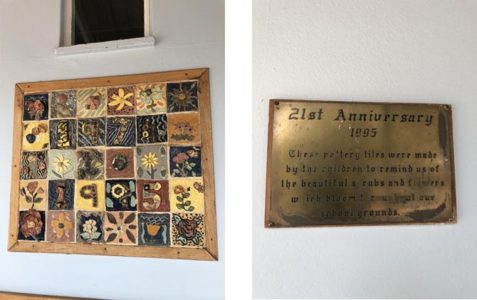 21st Anniversary
1995
These pottery tiles were made
by the children to remind us of
the beautiful shrubs and flowers
which bloom our
school grounds.